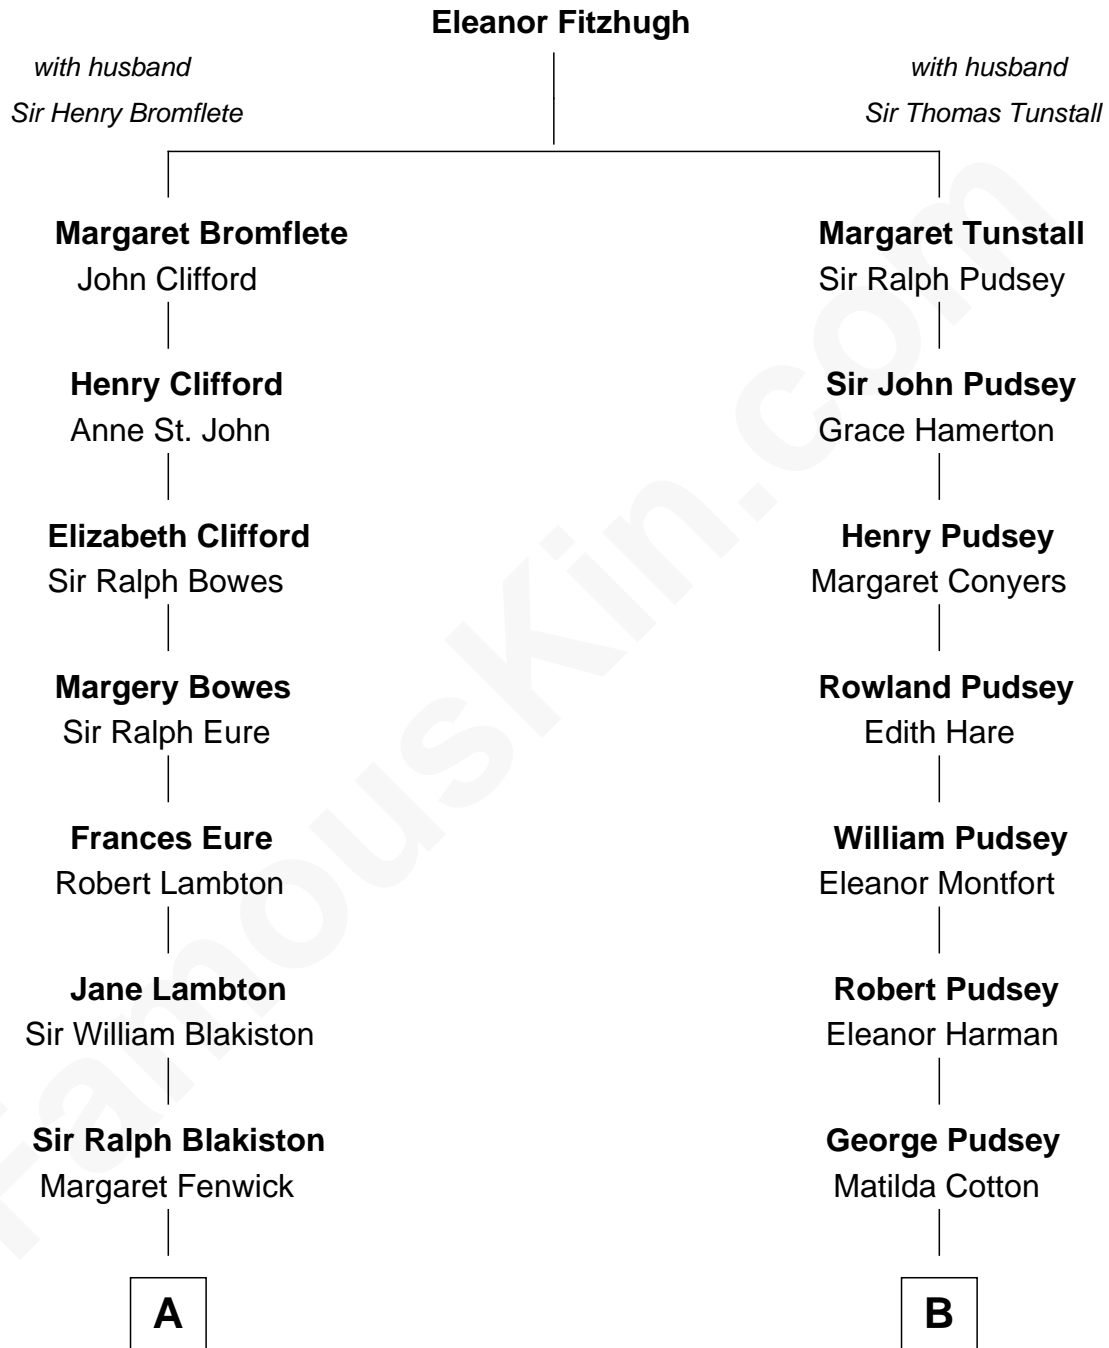 Eleanor Fitzhugh
with husband
Sir Henry Bromflete
with husband
Sir Thomas Tunstall
Margaret Bromflete
John Clifford
Margaret Tunstall
Sir Ralph Pudsey
Henry Clifford
Anne St. John
Sir John Pudsey
Grace Hamerton
Elizabeth Clifford
Sir Ralph Bowes
Henry Pudsey
Margaret Conyers
Margery Bowes
Sir Ralph Eure
Rowland Pudsey
Edith Hare
Frances Eure
Robert Lambton
William Pudsey
Eleanor Montfort
Jane Lambton
Sir William Blakiston
Robert Pudsey
Eleanor Harman
Sir Ralph Blakiston
Margaret Fenwick
George Pudsey
Matilda Cotton
A
B
FamousKin.com